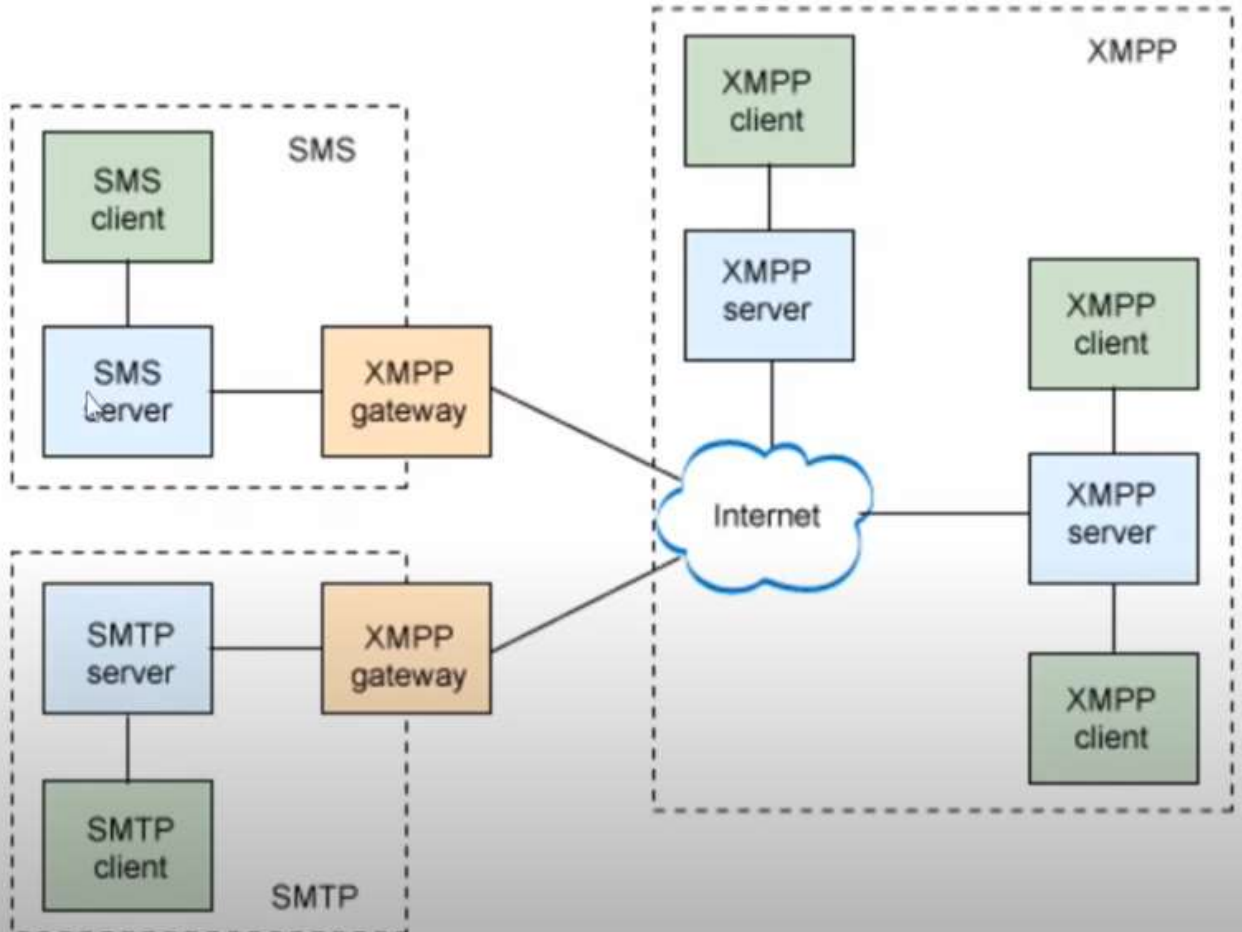 XMPP
XMPP
client
SMS
SMS
client
XMPP
server
XMPP
client
SMS
server
XMPP
gateway
Internet
XMPP
server
SMTP
server
XMPP
gateway
XMPP
client
SMTP
client
SMTP